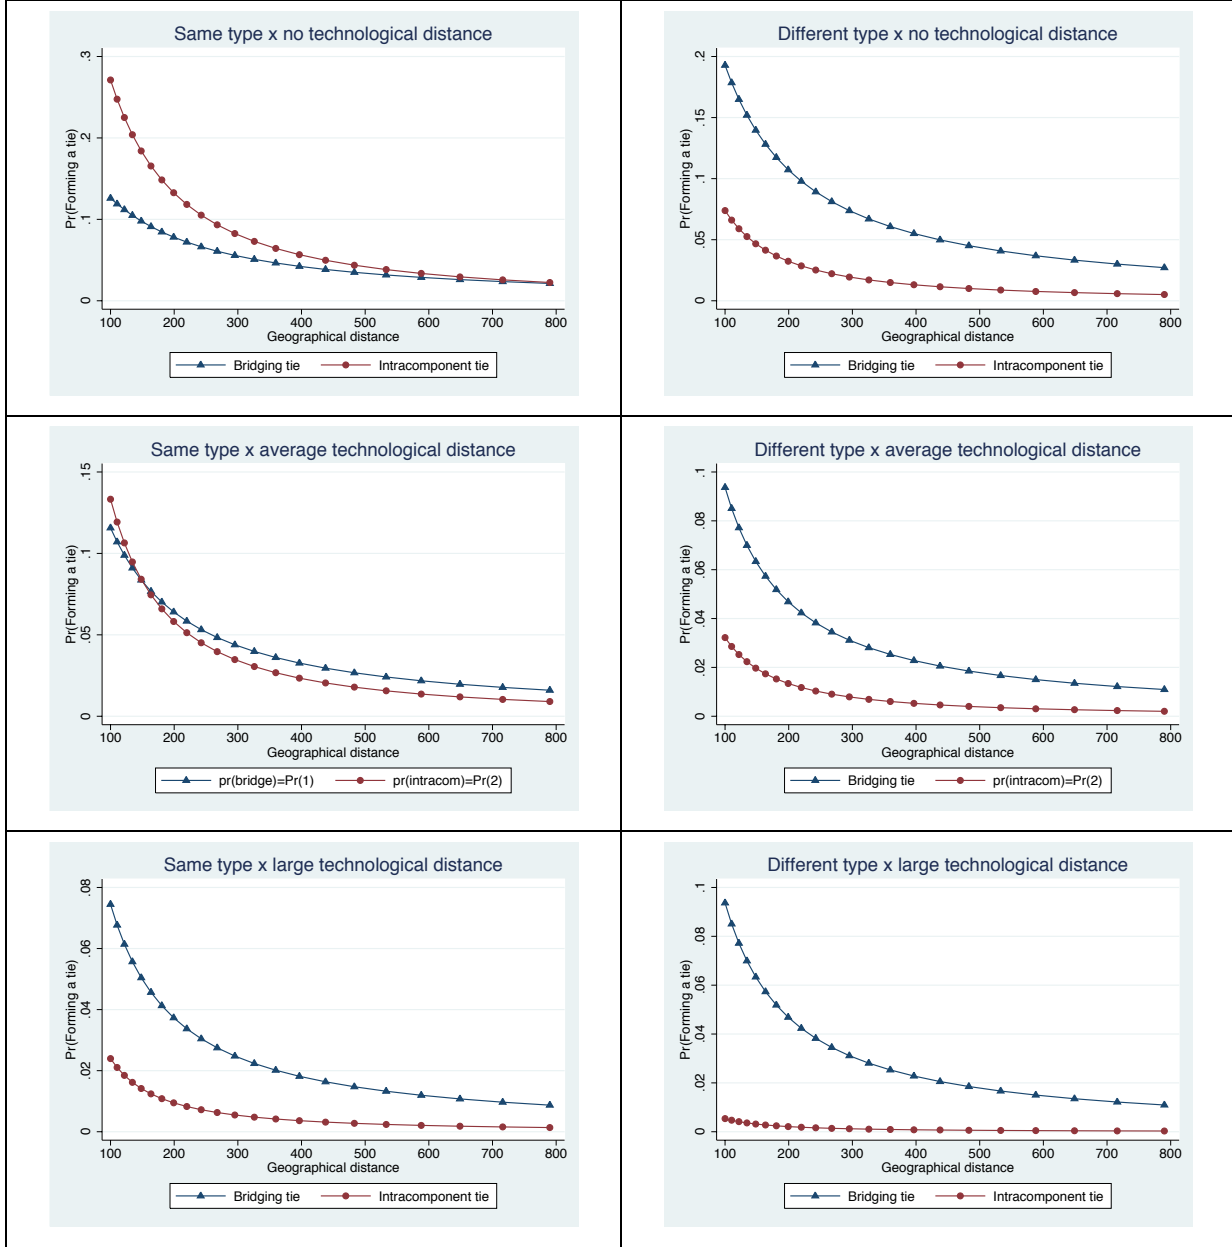 Same type x no technological distance
Pr(Forming a tie)
.3
.2
.1
0
100 200 300 400 500 600 700 800
Geographical distance
Bridging tie Intracomponent tie
Different type x no technological distance
Pr(Forming a tie)
.2
.15
.1
.05
0
100 200 300 400 500 600 700 800
Geographical distance
Bridging tie Intracomponent tie
Same type x average technological distance
Pr(Forming a tie)
.15
.1
.05
0
100 200 300 400 500 600 700 800
Geographical distance
pr(bridge)=Pr(1) pr(intracom)=Pr(2)
Different type x average technological distance
Pr(Forming a tie)
.1
.08
.06
.04
.02
0
100 200 300 400 500 600 700 800
Geographical distance
Bridging tie pr(intracom)=Pr(2)
Same type x large technological distance
Pr(Forming a tie)
.08
.06
.04
.02
0
100 200 300 400 500 600 700 800
Geographical distance
Bridging tie Intracomponent tie
Different type x large technological distance
Pr(Forming a tie)
.1
.08
.06
.04
.02
0
100 200 300 400 500 600 700 800
Geographical distance
Bridging tie Intracomponent tie